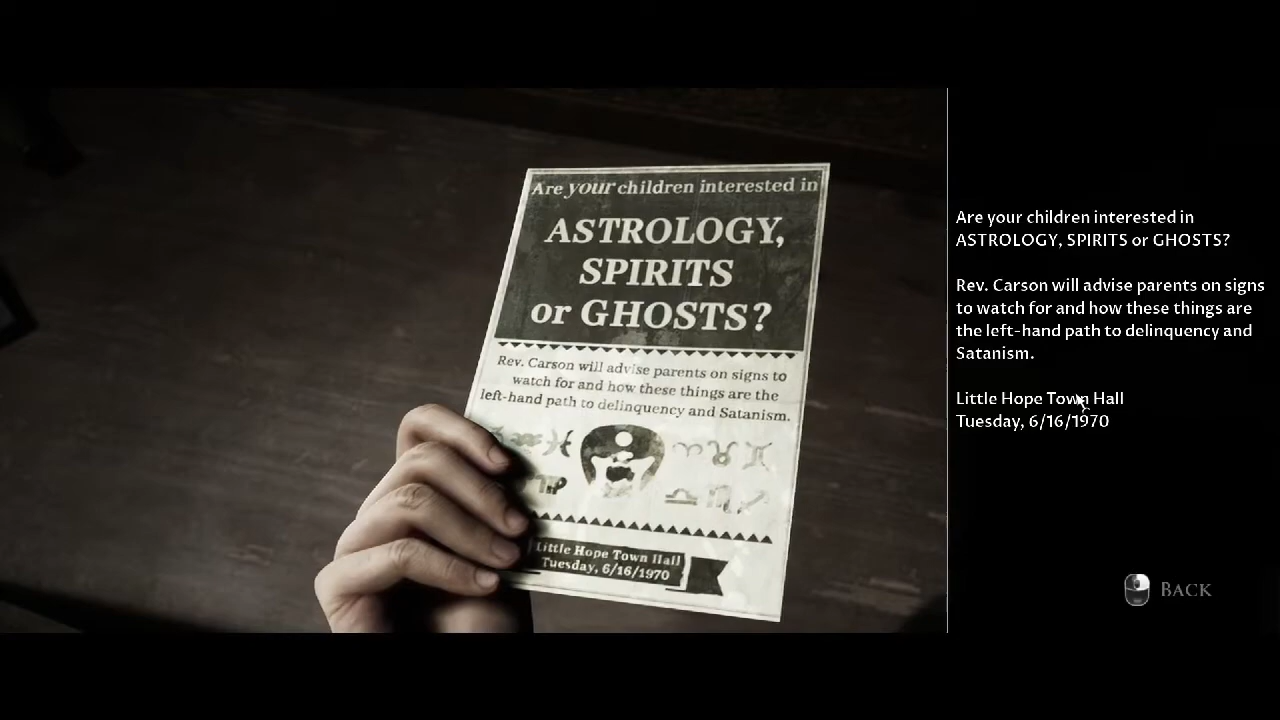 Are your children interested in
ASTROLOGY,
SPIRITS
or GHOSTS?
Rev. Carson will advise parents on signs to
watch for and how these things are the
left-hand path to delinquency and Satanism.
Little Hope Town Hall
Tuesday, 6/16/1970
Are your children interested in
ASTROLOGY, SPIRITS or GHOSTS?
Rev. Carson will advise parents on signs
to watch for and how these things are
the left-hand path to delinquency and
Satanism.
Little Hope Town Hall
Tuesday, 6/16/1970
BACK